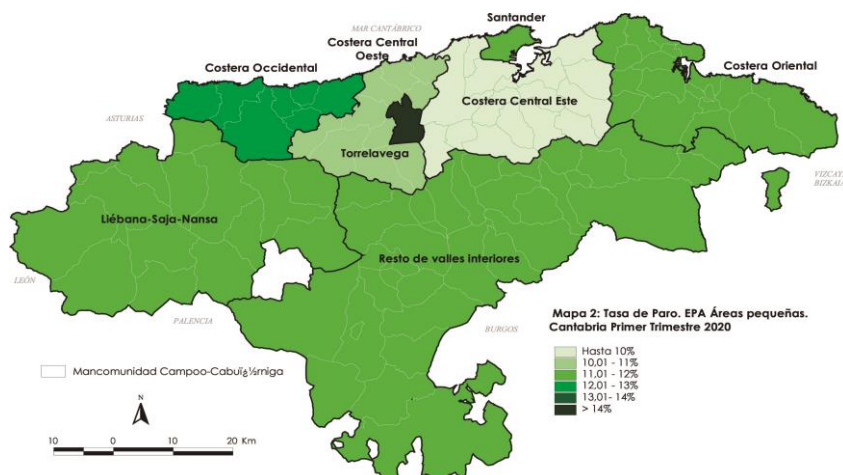 Santander
MAR CANTÁBRICO
Costera Central
Oeste
Costera Occidental
Costera Oriental
Costera Central Este
ASTURIAS
Torrelavega
VIZCAYA
BIZKAIA
Liébana-Saja-Nansa
Resto de valles interiores
LEÓN
PALENCIA
BURGOS
Mapa 2: Tasa de Paro. EPA Áreas pequeñas.
Cantabria Primer Trimestre 2020
Hasta 10%
10,01 - 11%
11,01 - 12%
12,01 - 13%
13,01- 14%
> 14%
Mancomunidad Campoo-Cabuï¿½rniga
N
10 0 10 20 Km